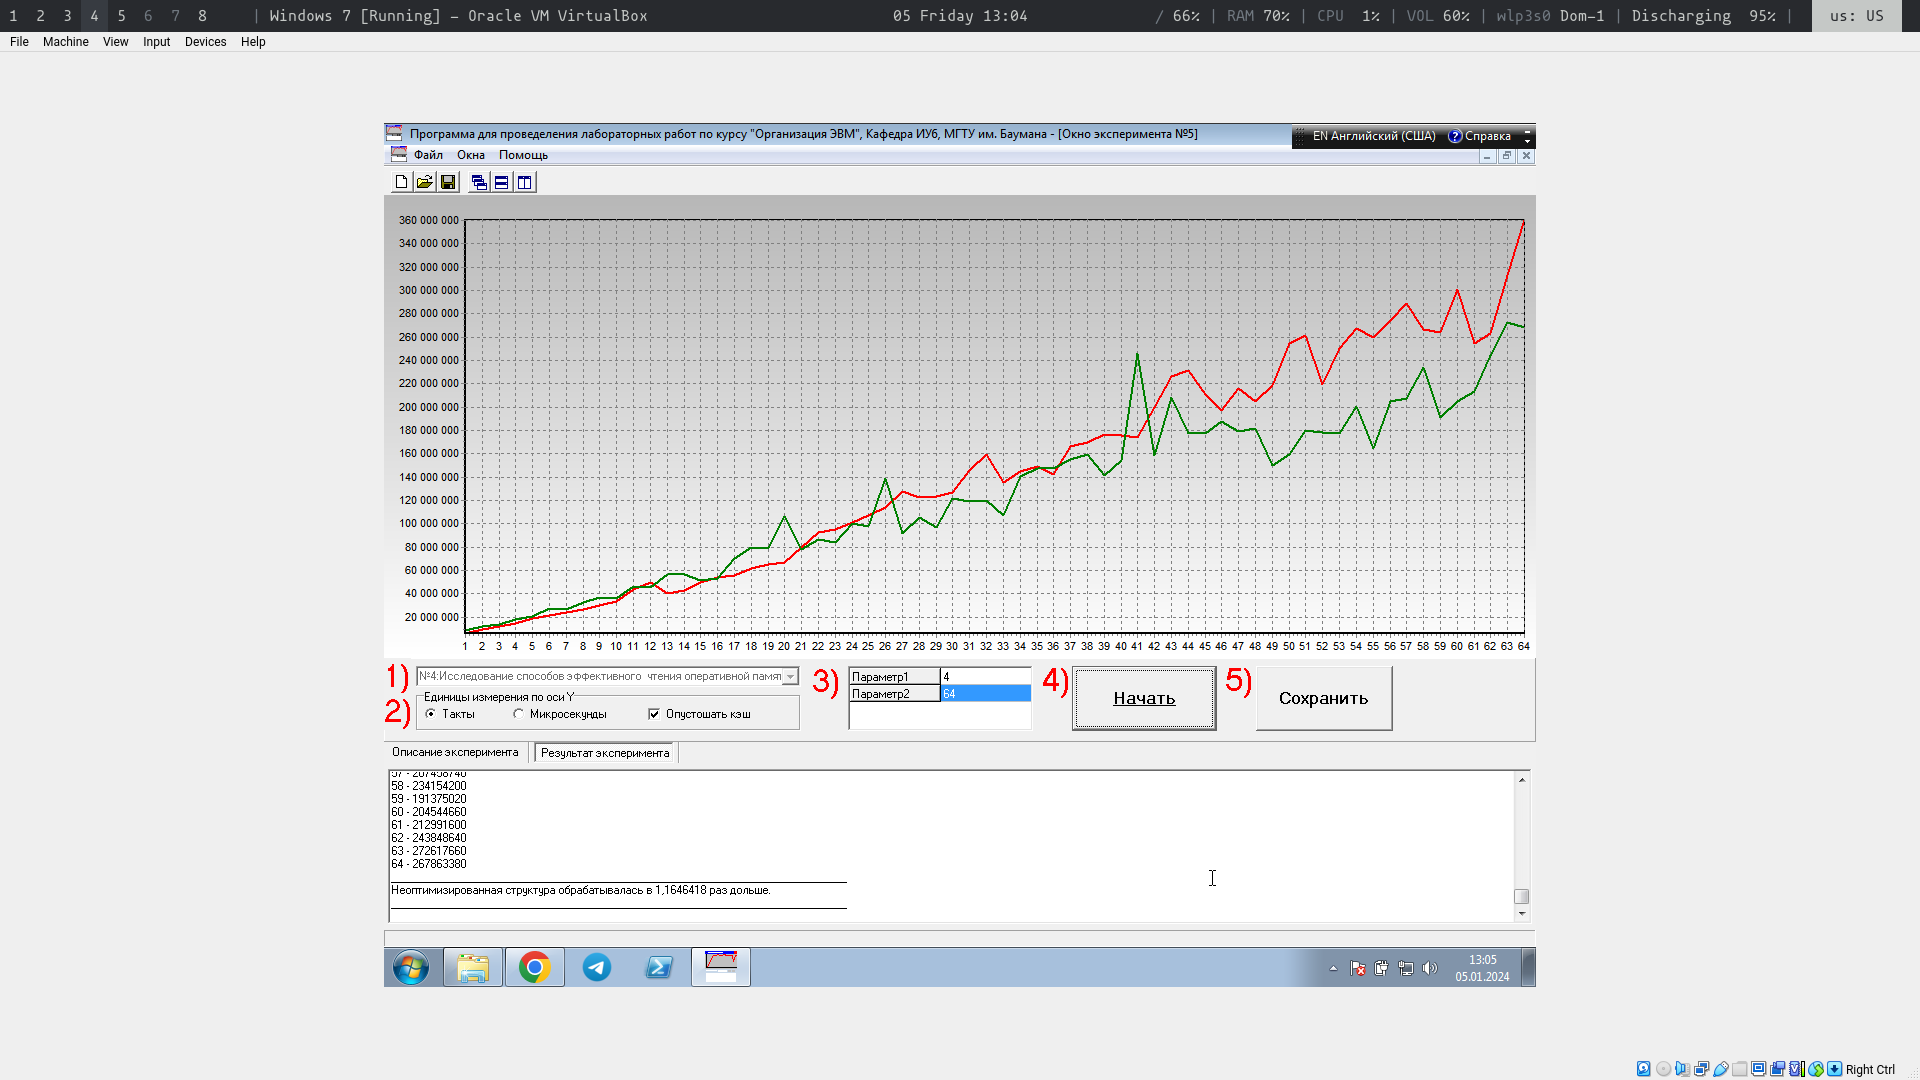 1 2 3 4 5 6 7 8 | Windows 7 [Running] – Oracle VM VirtualBox 05 Friday 13:04 / 66% | RAM 70% | CPU 1% | VOL 60% | wlp3s0 Dom-1 | Discharging 95% | us: US
File Machine View Input Devices Help
Программа для проведеления лабораторных работ по курсу "Организация ЭВМ", Кафедра ИУ6, МГТУ им. Баумана - [Окно эксперимента №5]
EN Английский (США) ? Справка
Файл Окна Помощь
360 000 000
340 000 000
320 000 000
300 000 000
280 000 000
260 000 000
240 000 000
220 000 000
200 000 000
180 000 000
160 000 000
140 000 000
120 000 000
100 000 000
80 000 000
60 000 000
40 000 000
20 000 000
1 2 3 4 5 6 7 8 9 10 11 12 13 14 15 16 17 18 19 20 21 22 23 24 25 26 27 28 29 30 31 32 33 34 35 36 37 38 39 40 41 42 43 44 45 46 47 48 49 50 51 52 53 54 55 56 57 58 59 60 61 62 63 64
1) №4:Исследование способов эффективного чтения оперативной памят
2) Единицы измерения по оси Y
Такты Микросекунды Опустошать кэш
3) Параметр1 4
Параметр2 64
4) Начать
5) Сохранить
Описание эксперимента Результат эксперимента
57 - 207458740
58 - 234154200
59 - 191375020
60 - 204544660
61 - 212991600
62 - 243848640
63 - 272617660
64 - 267863380
Неоптимизированная структура обрабатывалась в 1,1646418 раз дольше.
13:05
05.01.2024
Right Ctrl